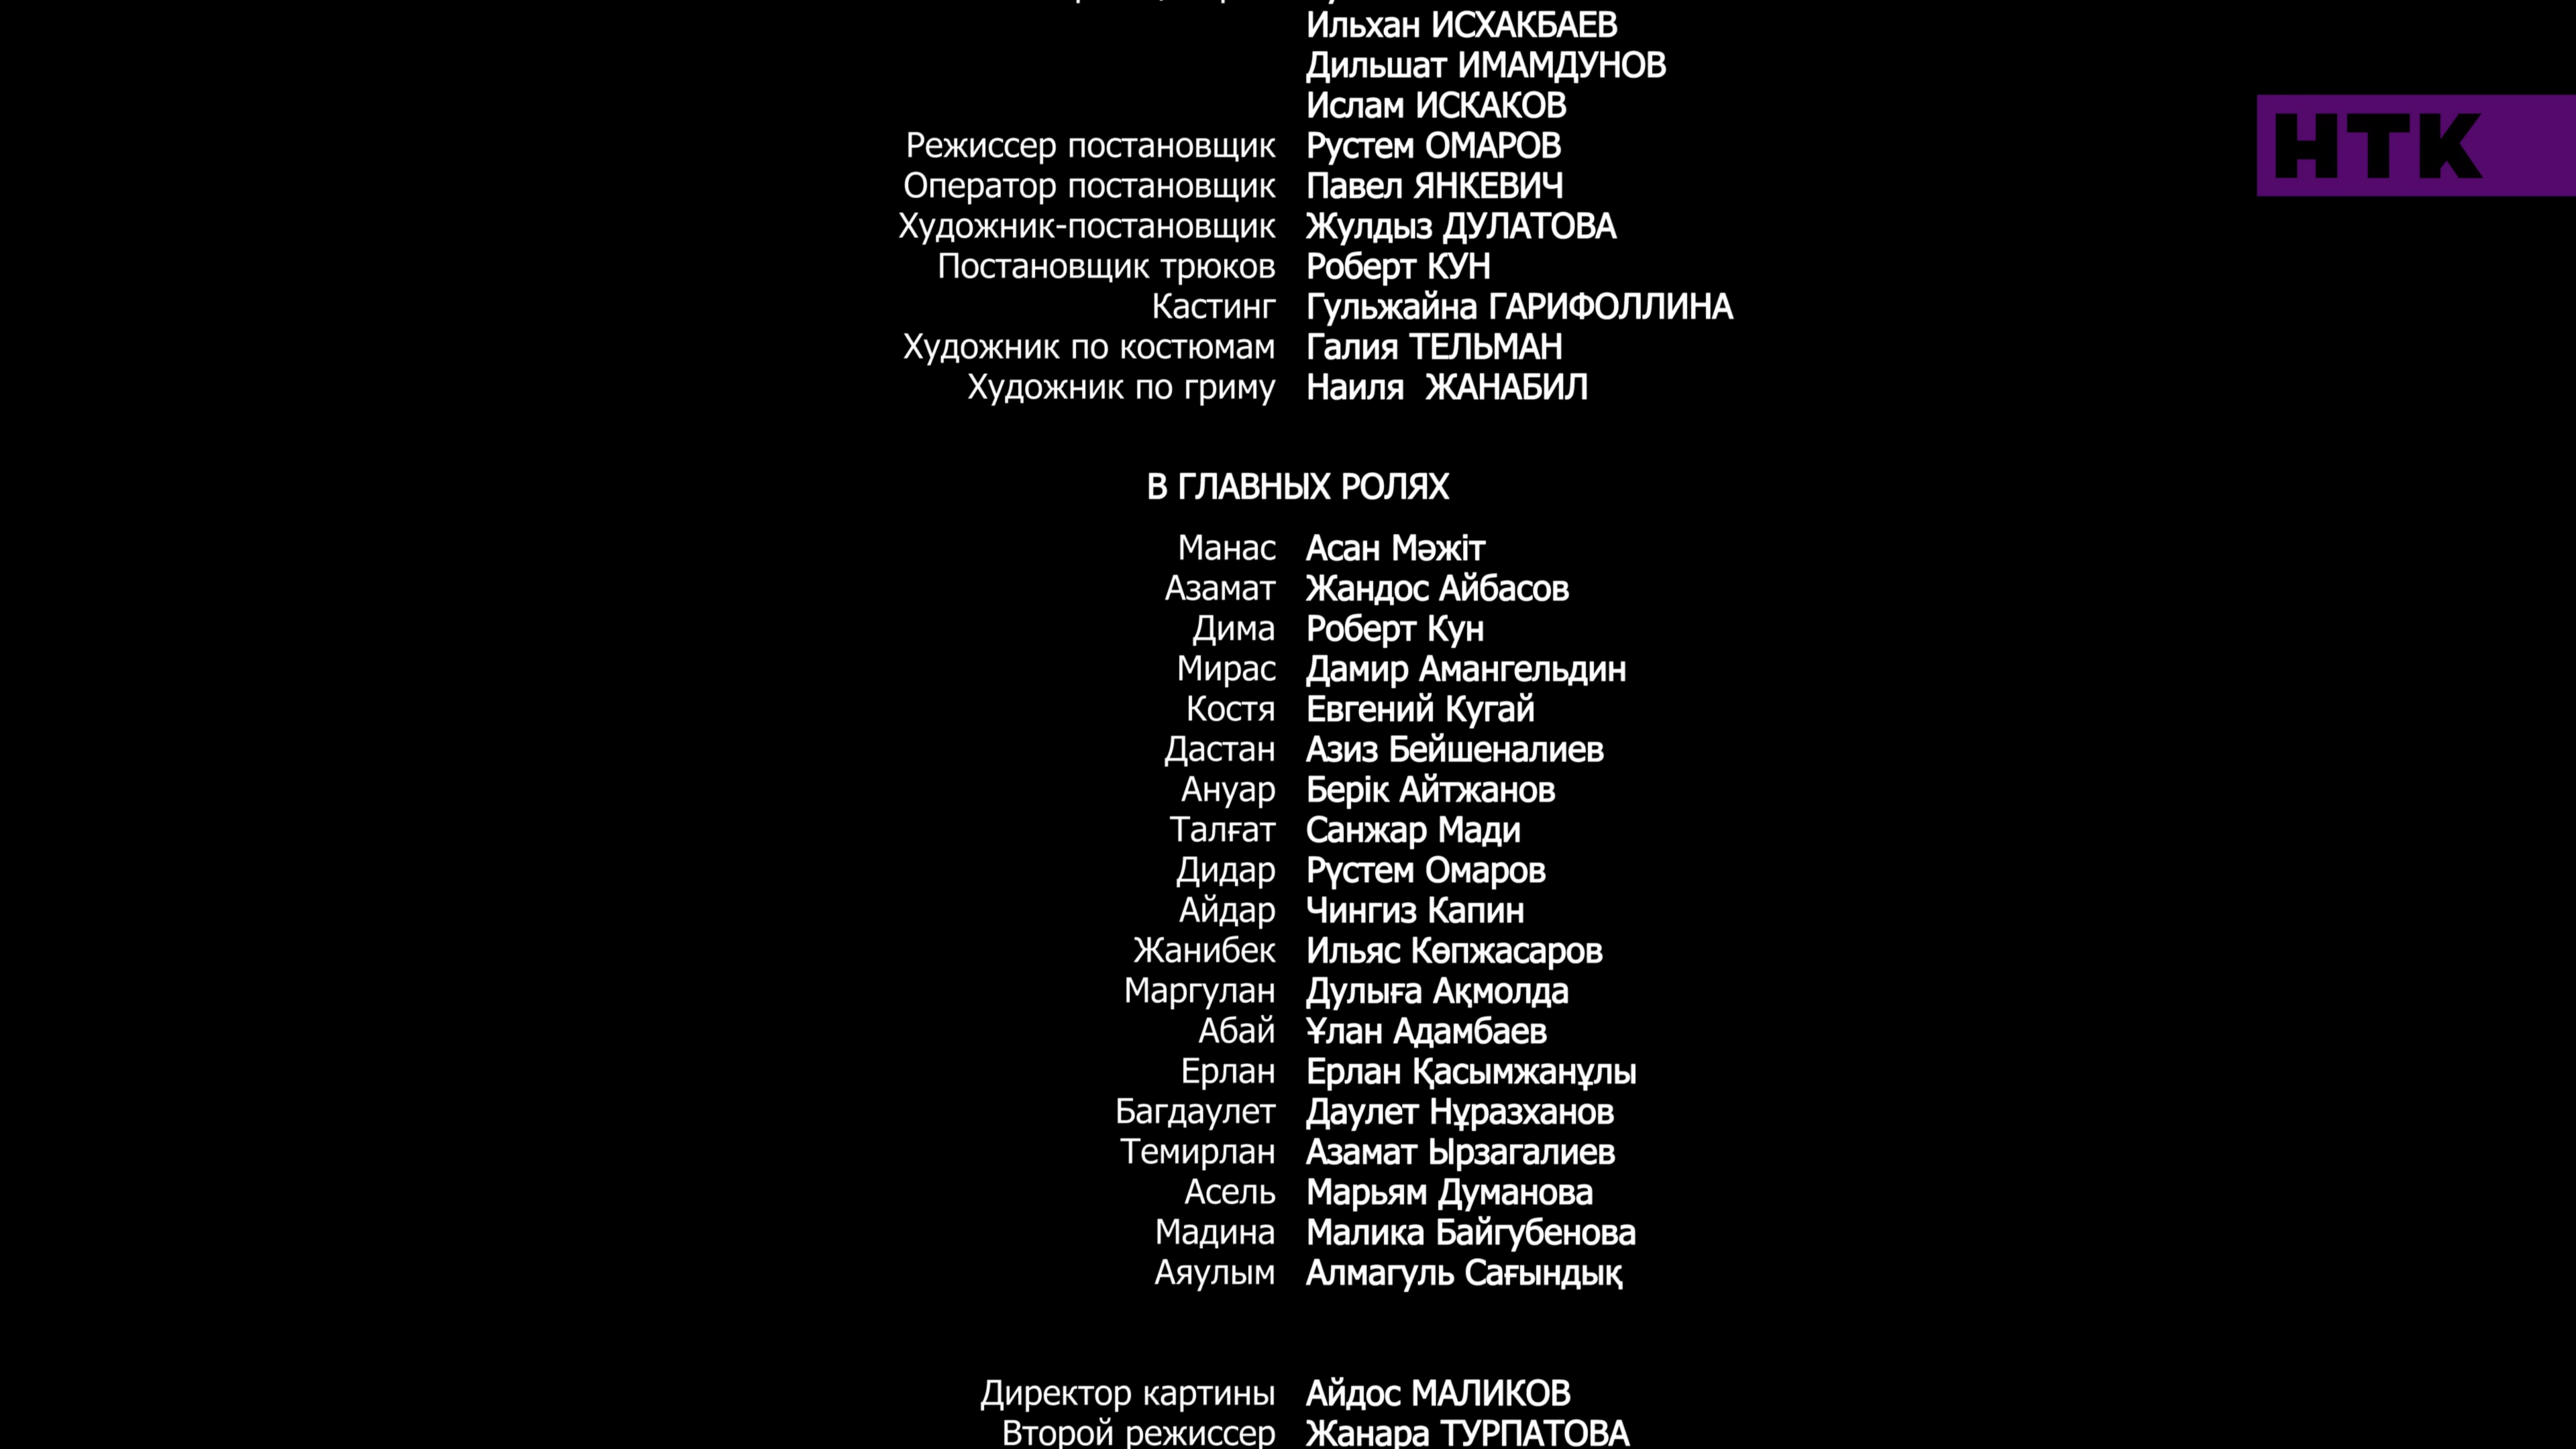 Ильхан ИСХАКБАЕВ
Дильшат ИМАМДУНОВ
Ислам ИСКАКОВ
НТК
Режиссер постановщик Рустем ОМАРОВ
Оператор постановщик Павел ЯНКЕВИЧ
Художник-постановщик Жулдыз ДУЛАТОВА
Постановщик трюков Роберт КУН
Кастинг Гульжайна ГАРИФОЛЛИНА
Художник по костюмам Галия ТЕЛЬМАН
Художник по гриму Наиля ЖАНАБИЛ
В ГЛАВНЫХ РОЛЯХ
Манас Асан Мәжіт
Азамат Жандос Айбасов
Дима Роберт Кун
Мирас Дамир Амангельдин
Костя Евгений Кугай
Дастан Азиз Бейшеналиев
Ануар Берік Айтжанов
Талғат Санжар Мади
Дидар Рүстем Омаров
Айдар Чингиз Капин
Жанибек Ильяс Көпжасаров
Маргулан Дулыға Ақмолда
Абай Ұлан Адамбаев
Ерлан Ерлан Қасымжанұлы
Багдаулет Даулет Нұразханов
Темирлан Азамат Ырзагалиев
Асель Марьям Думанова
Мадина Малика Байгубенова
Аяулым Алмагуль Сағындық
Директор картины Айдос МАЛИКОВ
Второй режиссер Жанара ТУРПАТОВА